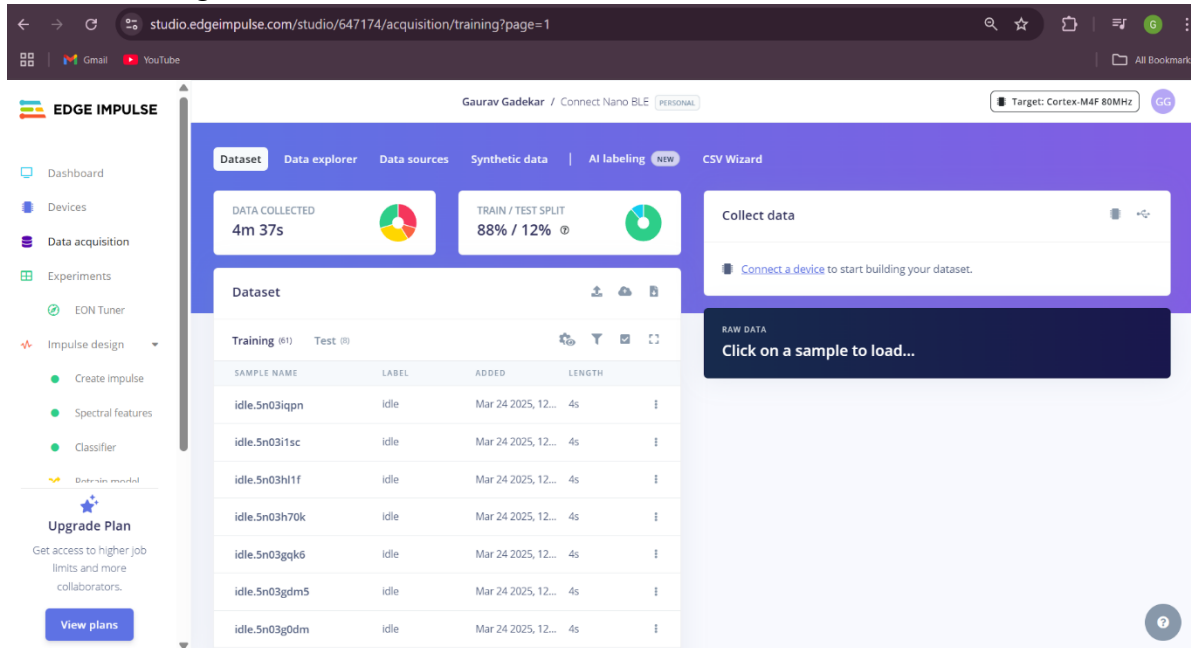 studio.edgeimpulse.com/studio/647174/acquisition/training?page=1
G
Gmail
YouTube
All Bookmark
EDGE IMPULSE
Gaurav Gadekar / Connect Nano BLE PERSONAL
Target: Cortex-M4F 80MHz
GG
Dashboard
Devices
Data acquisition
Experiments
EON Tuner
Impulse design
Create impulse
Spectral features
Classifier
Retrain model
Upgrade Plan
Get access to higher job
limits and more
collaborators.
View plans
Dataset Data explorer Data sources Synthetic data | AI labeling NEW CSV Wizard
DATA COLLECTED
4m 37s
TRAIN / TEST SPLIT
88% / 12% ?
Dataset
Training (61) Test (8)
SAMPLE NAME LABEL ADDED LENGTH
idle.5n03iqpn idle Mar 24 2025, 12... 4s
idle.5n03i1sc idle Mar 24 2025, 12... 4s
idle.5n03hl1f idle Mar 24 2025, 12... 4s
idle.5n03h70k idle Mar 24 2025, 12... 4s
idle.5n03gqk6 idle Mar 24 2025, 12... 4s
idle.5n03gdm5 idle Mar 24 2025, 12... 4s
idle.5n03g0dm idle Mar 24 2025, 12... 4s
Collect data
Connect a device to start building your dataset.
RAW DATA
Click on a sample to load...
?